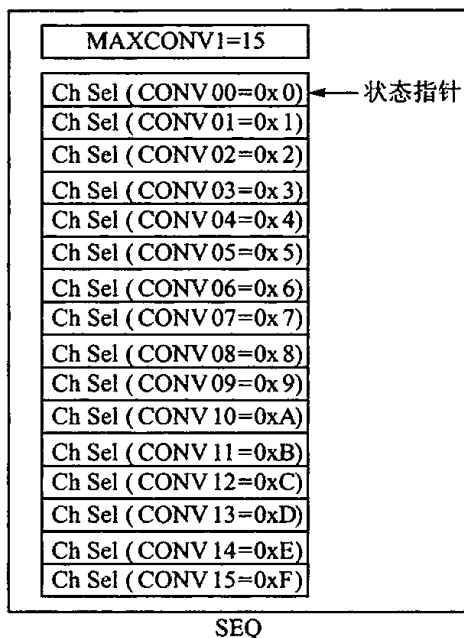 MAXCONV1=15
Ch Sel (CONV 00=0x 0) 状态指针
Ch Sel (CONV 01=0x 1)
Ch Sel (CONV 02=0x 2)
Ch Sel (CONV 03=0x 3)
Ch Sel (CONV 04=0x 4)
Ch Sel (CONV 05=0x 5)
Ch Sel (CONV 06=0x 6)
Ch Sel (CONV 07=0x 7)
Ch Sel (CONV 08=0x 8)
Ch Sel (CONV 09=0x 9)
Ch Sel (CONV 10=0xA)
Ch Sel (CONV 11=0xB)
Ch Sel (CONV 12=0xC)
Ch Sel (CONV 13=0xD)
Ch Sel (CONV 14=0xE)
Ch Sel (CONV 15=0xF)
SEQ